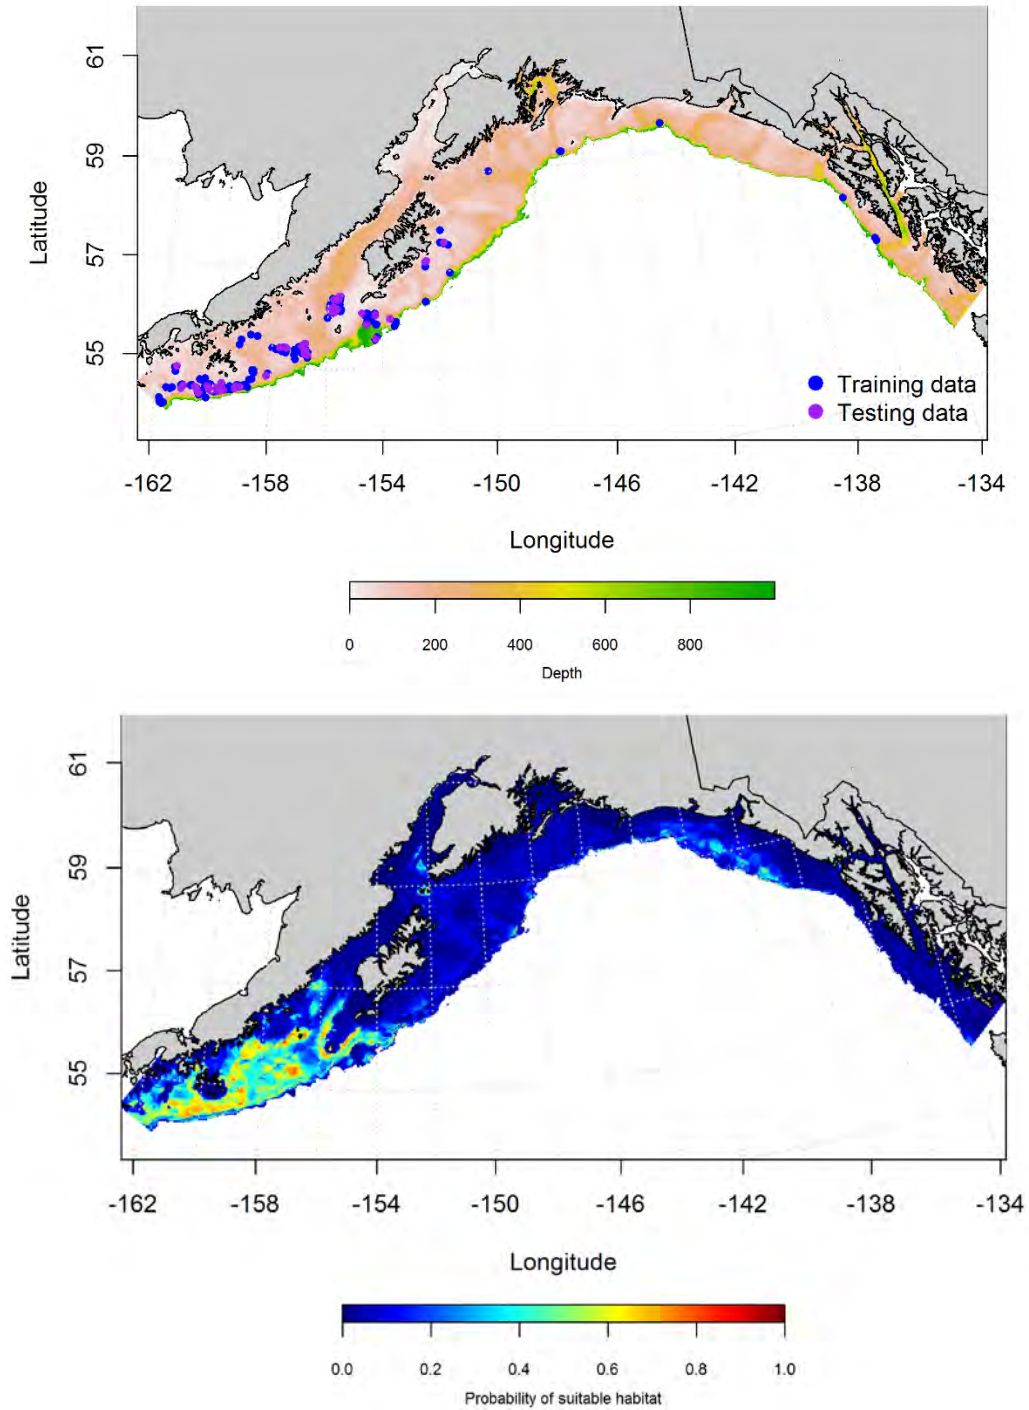 61
59
57
55
Latitude
Training data
Testing data
-162 -158 -154 -150 -146 -142 -138 -134
Longitude
0 200 400 600 800
Depth
61
59
57
55
Latitude
-162 -158 -154 -150 -146 -142 -138 -134
Longitude
0.0 0.2 0.4 0.6 0.8 1.0
Probability of suitable habitat